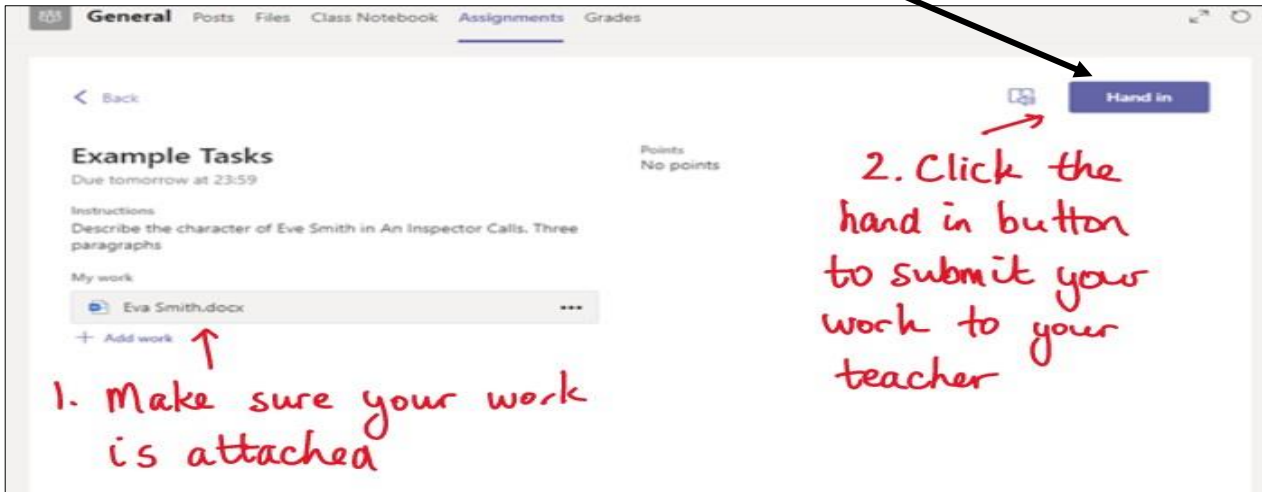 General Posts Files Class Notebook Assignments Grades
Back
Hand in
Example Tasks
Due tomorrow at 23:59
Points
No points
Instructions
Describe the character of Eve Smith in An Inspector Calls. Three
paragraphs
My work
Eva Smith.docx
+ Add work
1. Make sure your work
is attached
2. Click the
hand in button
to submit your
work to your
teacher